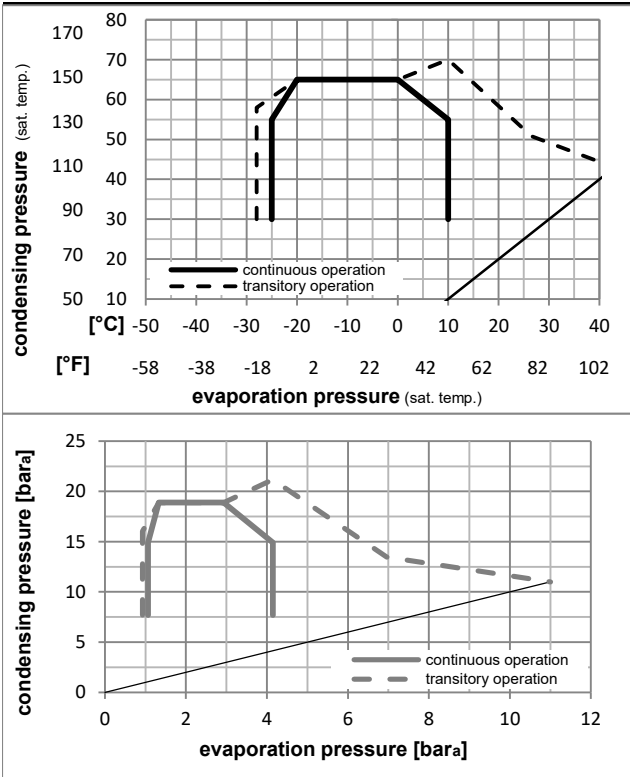 condensing pressure (sat. temp.)
170 80
70
150 60
130 50
110 40
90 30
70 20
50 10
continuous operation
transitory operation
[°C] -50 -40 -30 -20 -10 0 10 20 30 40
[°F] -58 -38 -18 2 22 42 62 82 102
evaporation pressure (sat. temp.)
condensing pressure [bara]
25
20
15
10
5
0
continuous operation
transitory operation
0 2 4 6 8 10 12
evaporation pressure [bara]